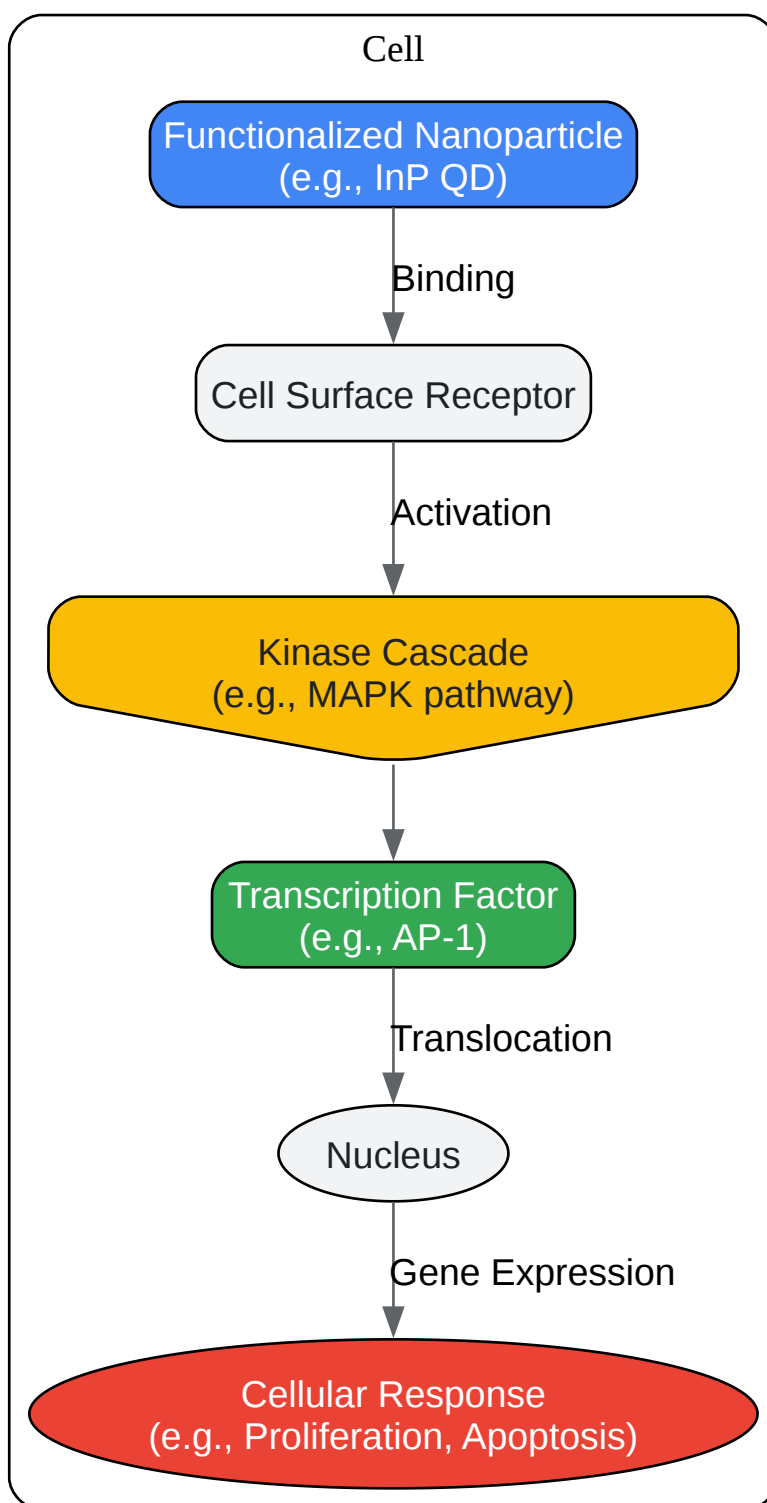 Cell
Functionalized Nanoparticle
(e.g., InP QD)
Binding
Cell Surface Receptor
Activation
Kinase Cascade
(e.g., MAPK pathway)
Transcription Factor
(e.g., AP-1)
Translocation
Nucleus
Gene Expression
Cellular Response
(e.g., Proliferation, Apoptosis)